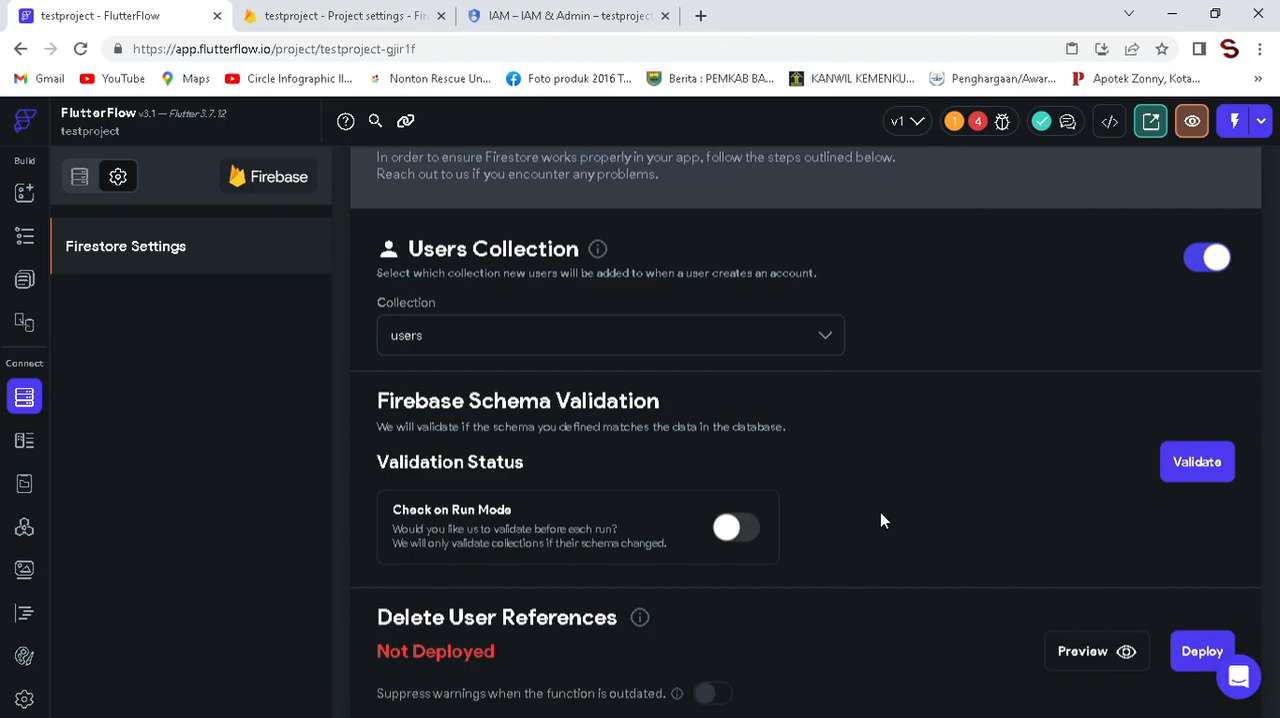 testproject - FlutterFlow
testproject - Project settings - Fire
IAM – IAM & Admin – testproject
https://app.flutterflow.io/project/testproject-gjir1f
Gmail
YouTube
Maps
Circle Infographic Il...
Nonton Rescue Un...
Foto produk 2016 T...
Berita : PEMKAB BA...
KANWIL KEMENKU...
Penghargaan/Awar...
Apotek Zonny, Kota...
»
FlutterFlow v3.1 — Flutter 3.7.12
testproject
v1
1
4
Build
Firebase
Firestore Settings
Connect
In order to ensure Firestore works properly in your app, follow the steps outlined below.
Reach out to us if you encounter any problems.
Users Collection
Select which collection new users will be added to when a user creates an account.
Collection
users
Firebase Schema Validation
We will validate if the schema you defined matches the data in the database.
Validation Status
Validate
Check on Run Mode
Would you like us to validate before each run?
We will only validate collections if their schema changed.
Delete User References
Not Deployed
Preview
Deploy
Suppress warnings when the function is outdated.